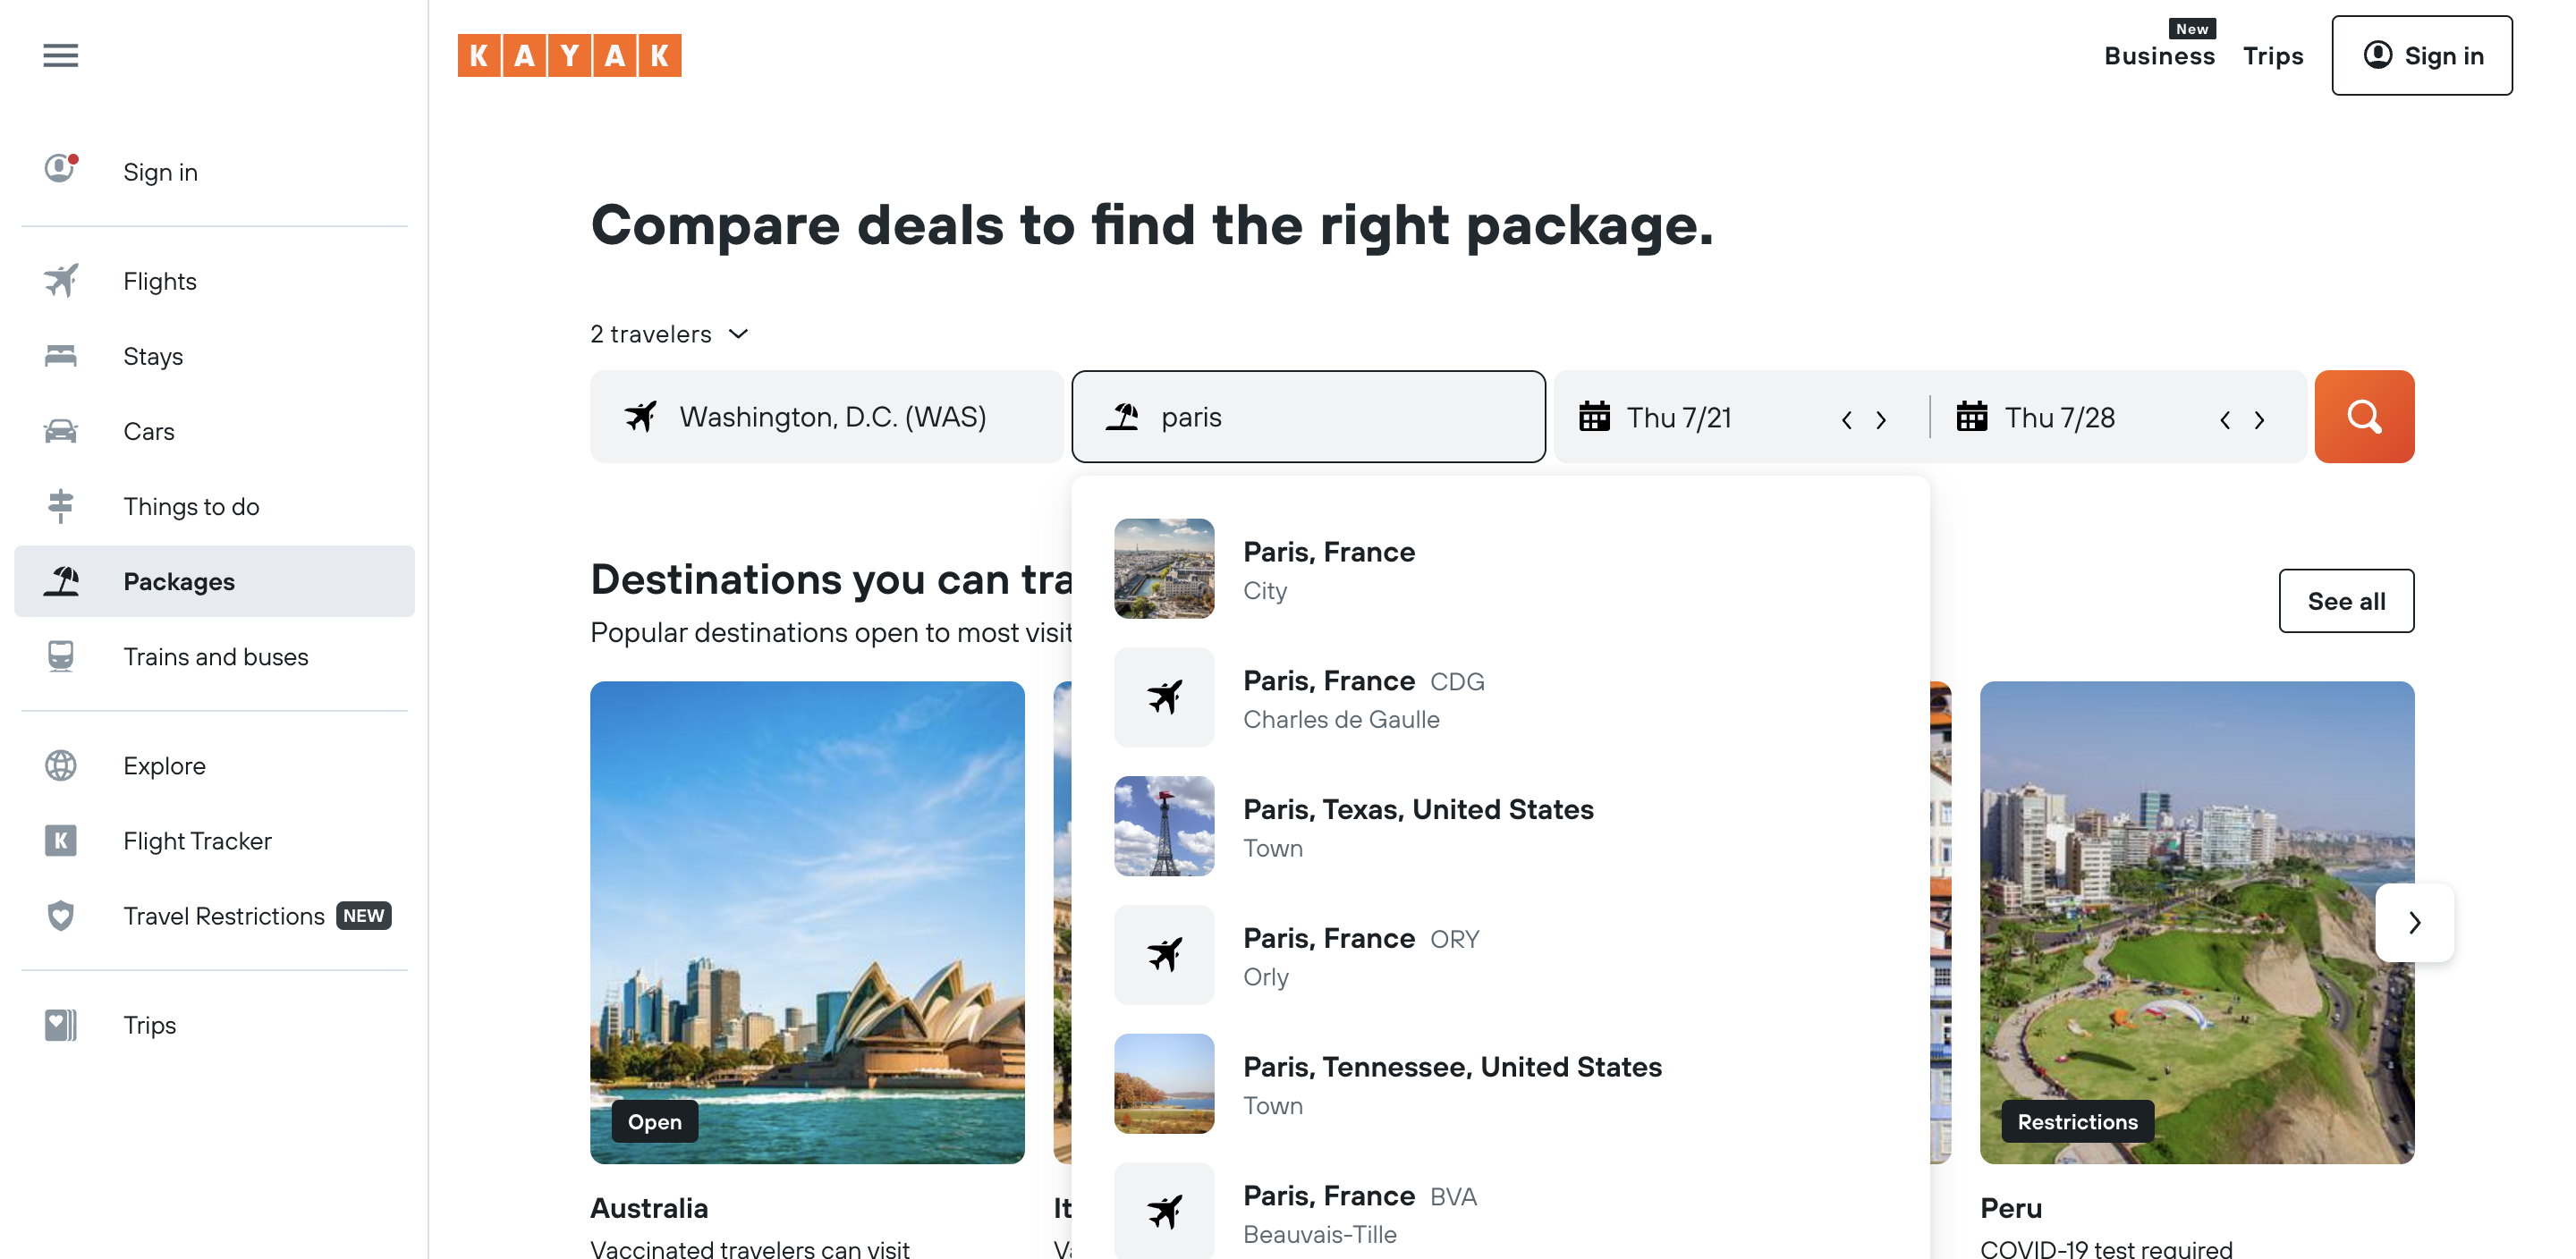 KAYAK
New
Business
Trips
Sign in
Sign in
Flights
Stays
Cars
Things to do
Packages
Trains and buses
Explore
K
Flight Tracker
Travel Restrictions NEW
Trips
Compare deals to find the right package.
2 travelers
Washington, D.C. (WAS)
paris
Thu 7/21
Thu 7/28
Paris, France
City
Paris, France CDG
Charles de Gaulle
Paris, Texas, United States
Town
Paris, France ORY
Orly
Paris, Tennessee, United States
Town
Paris, France BVA
Beauvais-Tille
Destinations you can
Popular destinations open to most
See all
Open
Australia
Vaccinated travelers can visit
Restrictions
Peru
COVID-19 test required